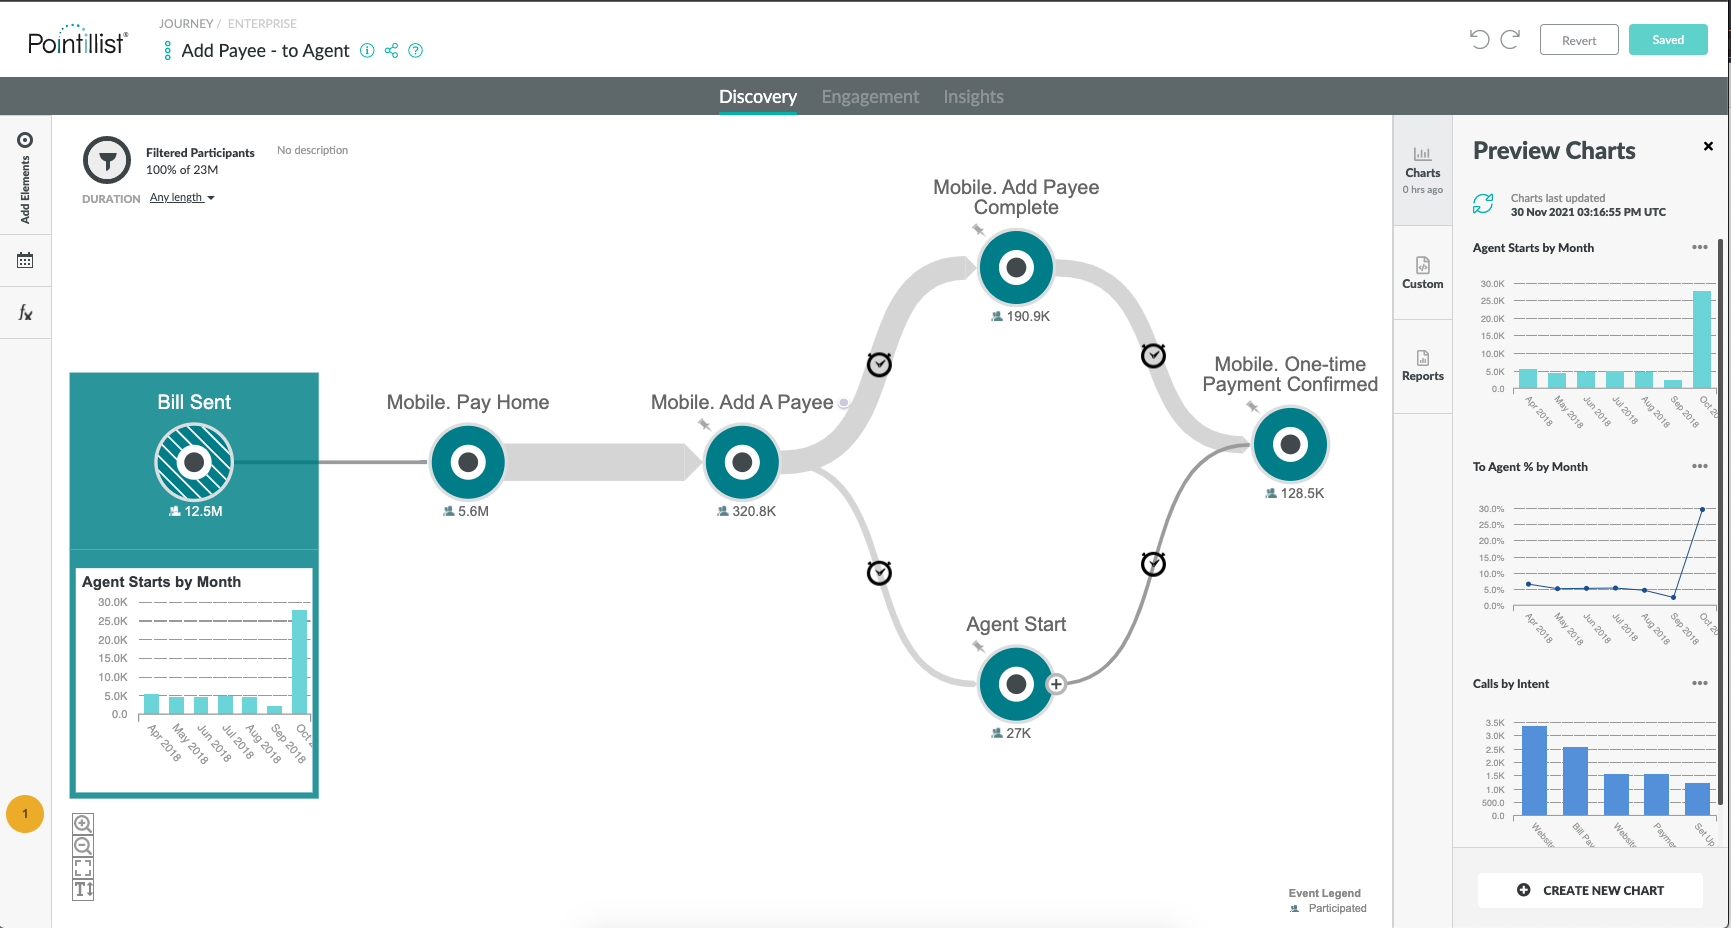 Pointillist®
JOURNEY / ENTERPRISE
Add Payee - to Agent
Revert
Saved
Discovery
Engagement
Insights
Add Elements
fx
1
Filtered Participants
100% of 23M
No description
DURATION
Any length
Bill Sent
12.5M
Mobile. Pay Home
5.6M
Mobile. Add A Payee
320.8K
Mobile. Add Payee
Complete
190.9K
Mobile. One-time
Payment Confirmed
128.5K
Agent Start
27K
Agent Starts by Month
30.0K
25.0K
20.0K
15.0K
10.0K
5.0K
0.0
Apr 2018
May 2018
Jun 2018
Jul 2018
Aug 2018
Sep 2018
Oct 2
Event Legend
Participated
Charts
0 hrs ago
Custom
Reports
Preview Charts
Charts last updated
30 Nov 2021 03:16:55 PM UTC
Agent Starts by Month
30.0K
25.0K
20.0K
15.0K
10.0K
5.0K
0.0
Apr 2018
May 2018
Jun 2018
Jul 2018
Aug 2018
Sep 2018
Oct 20
To Agent % by Month
30.0%
25.0%
20.0%
15.0%
10.0%
5.0%
0.0%
Apr 2018
May 2018
Jun 2018
Jul 2018
Aug 2018
Sep 2018
Oct 20
Calls by Intent
3.5K
3.0K
2.5K
2.0K
1.5K
1.0K
500.0
0.0
Website
Bill Pay
Website
Payme
Set Up
CREATE NEW CHART